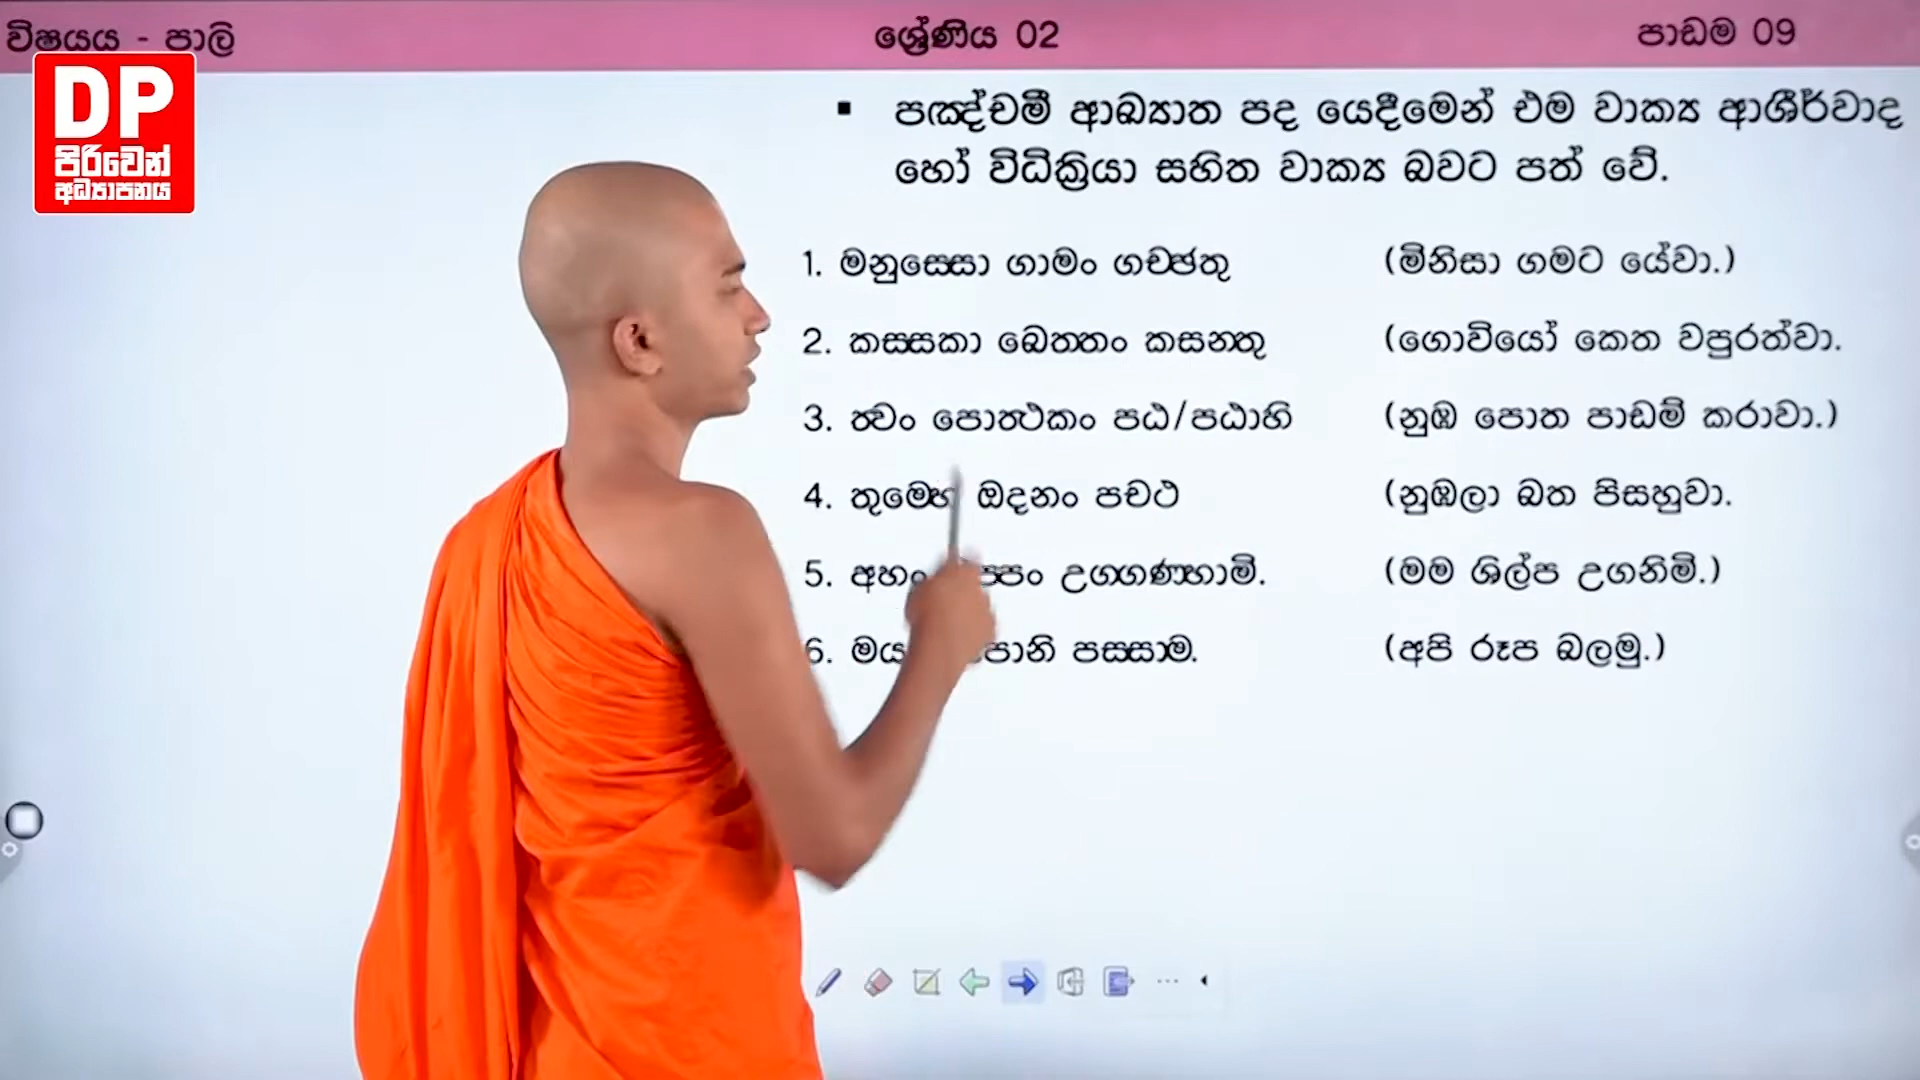 විෂයය - පාලි
ශ්‍රේණිය 02
පාඩම 09
DP
පිරිවෙන්
අධ්‍යාපනය
▪ පඤ්චමී ආඛ්‍යාත පද යෙදීමෙන් එම වාක්‍ය ආශීර්වාද
හෝ විධික්‍රියා සහිත වාක්‍ය බවට පත් වේ.
1. මනුස්සො ගාමං ගච්ඡතු (මිනිසා ගමට යේවා.)
2. කස්සකා ඛෙත්තං කසන්තු (ගොවියෝ කෙත වපුරත්වා.
3. ත්වං පොත්ථකං පඨ/පඨාහි (නුඹ පොත පාඩම් කරාවා.)
4. තුම්හෙ ඔදනං පචථ (නුඹලා බත පිසහුවා.
5. අහං උග්ගණ්හාමි. (මම ශිල්ප උගනිමි.)
6. පස්සාම. (අපි රූප බලමු.)